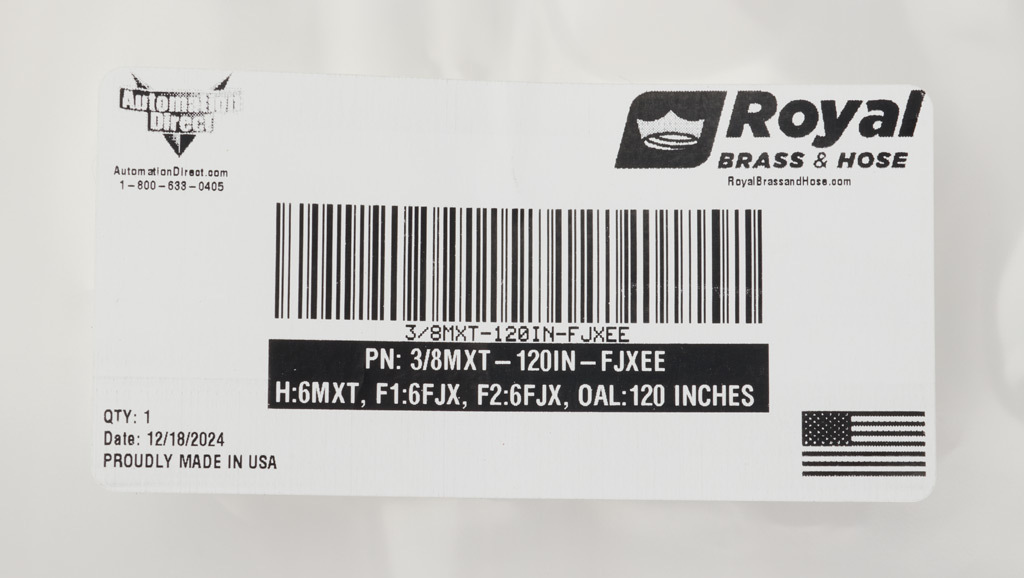 Automation
Direct
AutomationDirect.com
1-800-633-0405
Royal
BRASS & HOSE
RoyalBrassandHose.com
3/8MXT-120IN-FJXEE
PN: 3/8MXT-120IN-FJXEE
H:6MXT, F1:6FJX, F2:6FJX, OAL:120 INCHES
QTY: 1
Date: 12/18/2024
PROUDLY MADE IN USA